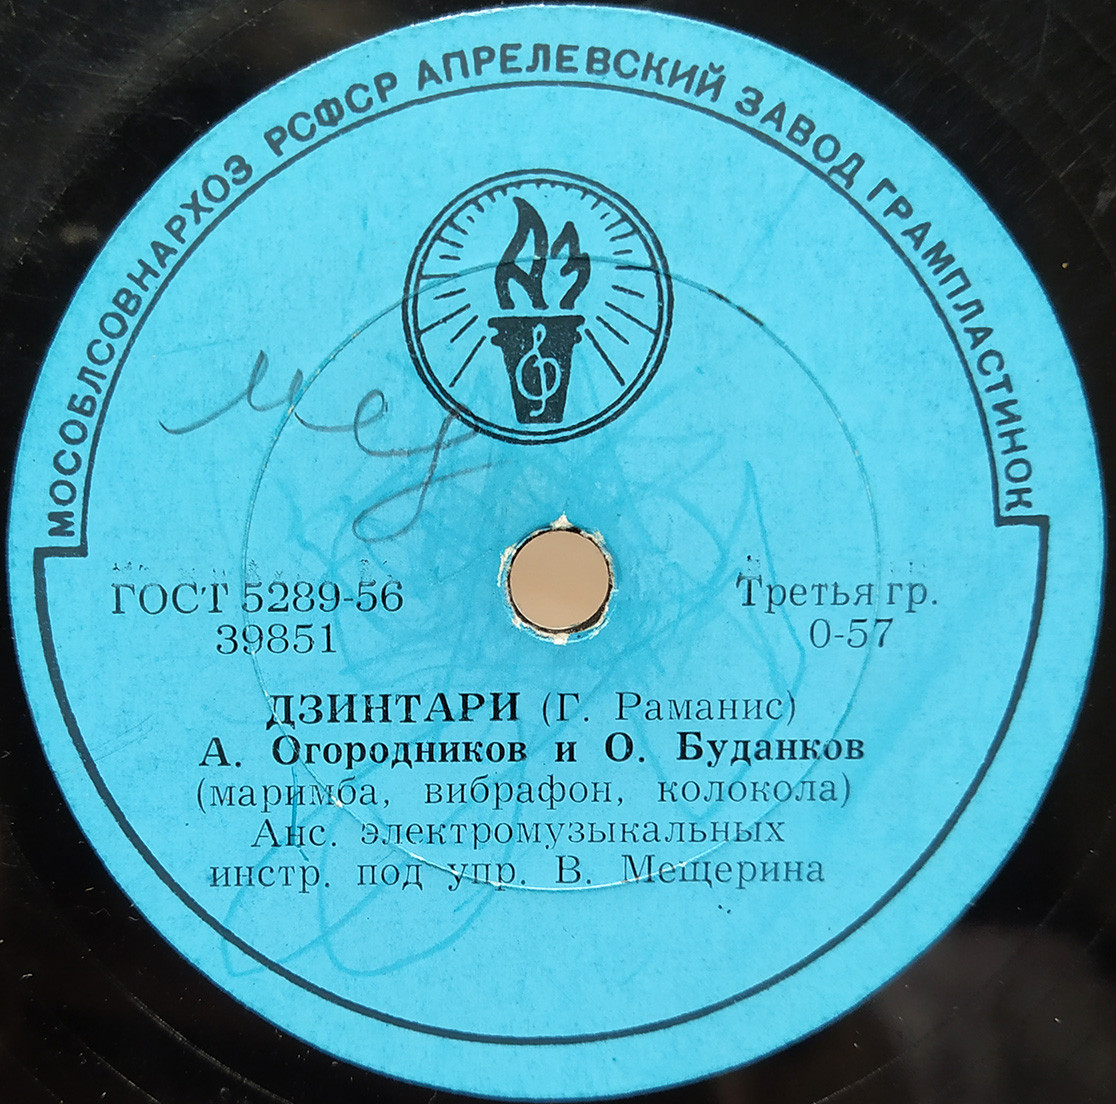 МОСОБЛСОВНАРХОЗ РСФСР АПРЕЛЕВСКИЙ ЗАВОД ГРАМПЛАСТИНОК
АЗ
ГОСТ 5289-56
39851
Третья гр.
0-57
ДЗИНТАРИ (Г. Раманис)
А. Огородников и О. Буданков
(маримба, вибрафон, колокола)
Анс. электромузыкальных
инстр. под упр. В. Мещерина